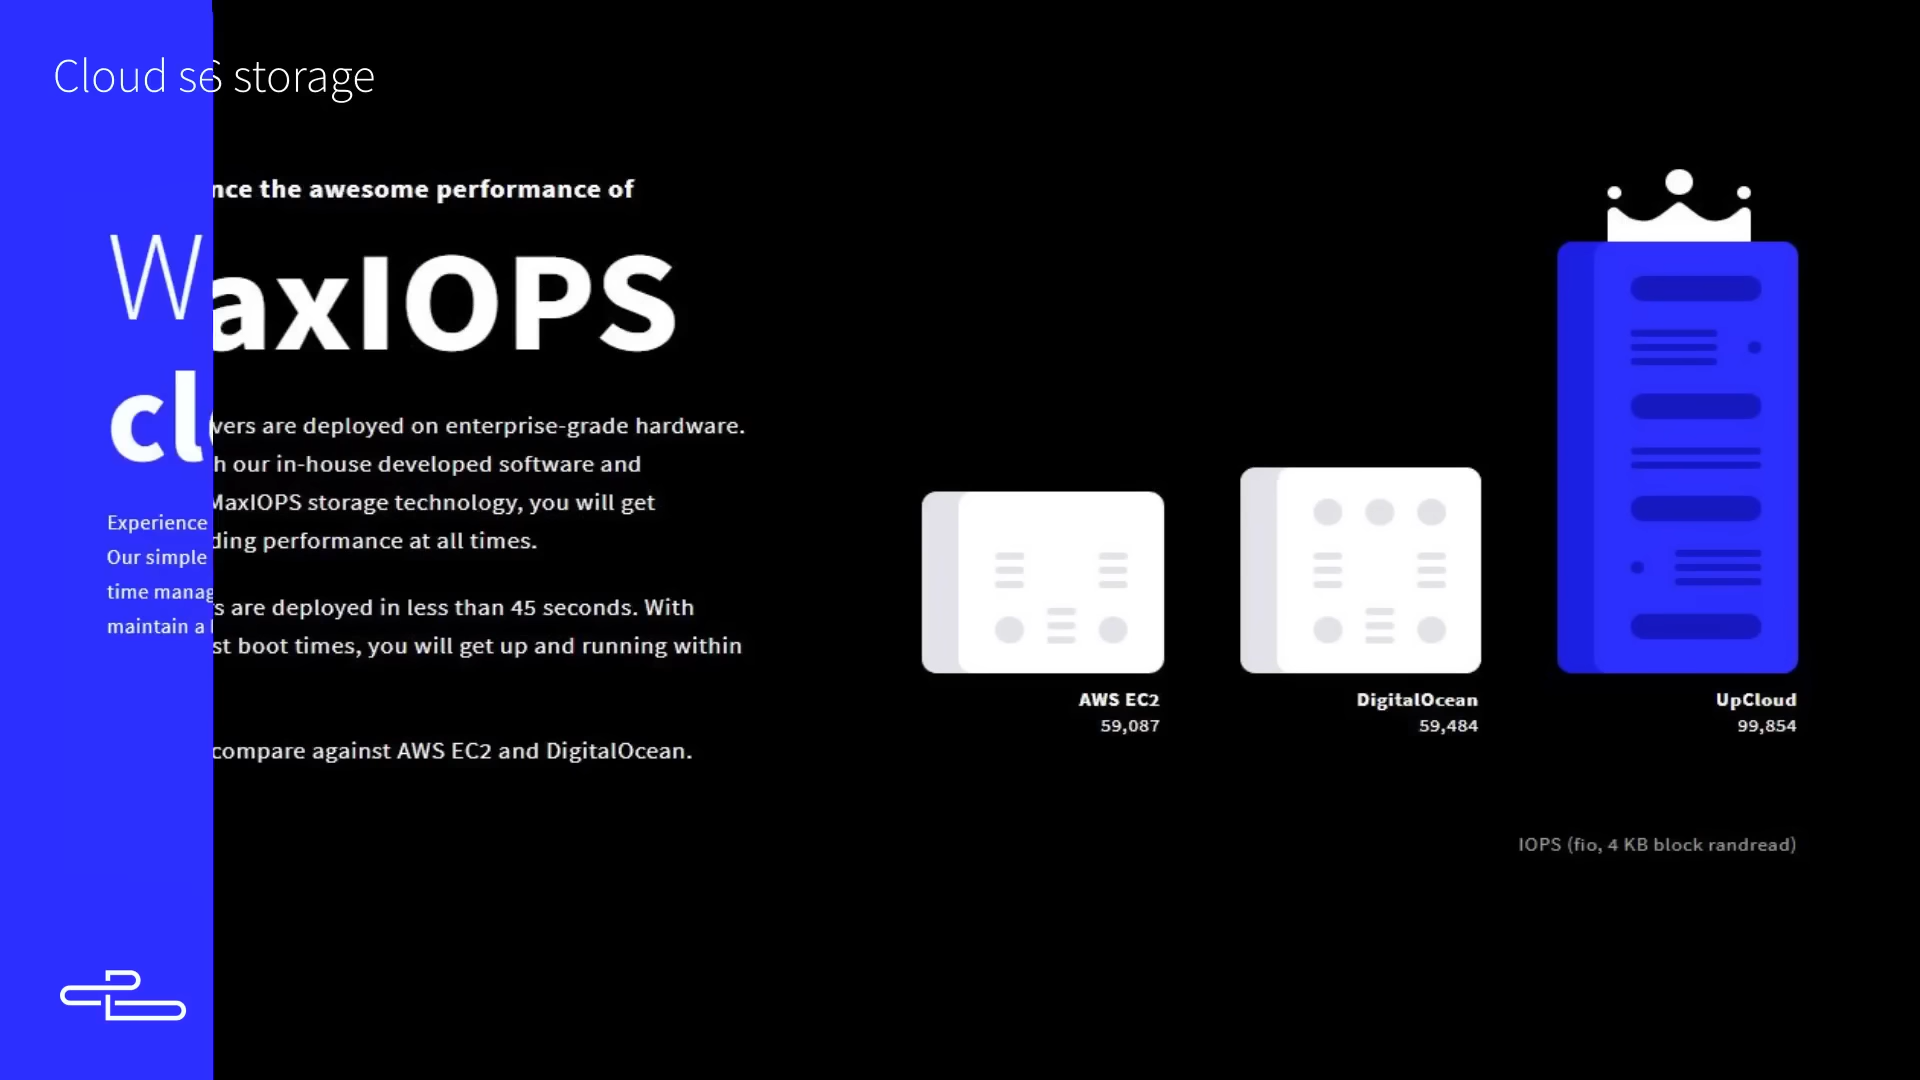 Cloud s
storage
nce the awesome performance of
W
axIOPS
cl
vers are deployed on enterprise-grade hardware.
h our in-house developed software and
MaxIOPS storage technology, you will get
ding performance at all times.
Experience
Our simple
time manag
maintain a
s are deployed in less than 45 seconds. With
st boot times, you will get up and running within
compare against AWS EC2 and DigitalOcean.
AWS EC2
59,087
DigitalOcean
59,484
UpCloud
99,854
IOPS (fio, 4 KB block randread)